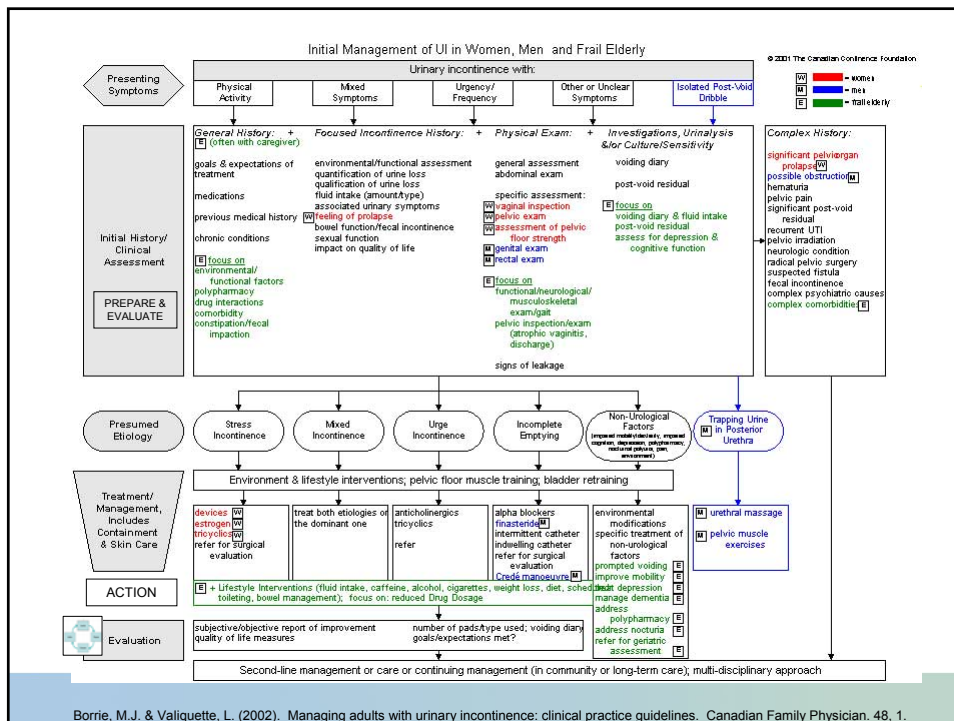 Initial Management of UI in Women, Men and Frail Elderly
© 2001 The Canadian Continence Foundation
W = women
M = men
E = frail elderly
Presenting
Symptoms
Urinary incontinence with:
Physical
Activity
Mixed
Symptoms
Urgency/
Frequency
Other or Unclear
Symptoms
Isolated Post-Void
Dribble
Initial History/
Clinical
Assessment
PREPARE &
EVALUATE
General History: +
E (often with caregiver)
goals & expectations of
treatment
medications
previous medical history
chronic conditions
E focus on
environmental/
functional factors
polypharmacy
drug interactions
comorbidity
constipation/fecal
impaction
Focused Incontinence History: +
environmental/functional assessment
quantification of urine loss
qualification of urine loss
fluid intake (amount/type)
associated urinary symptoms
W feeling of prolapse
bowel function/fecal incontinence
sexual function
impact on quality of life
Physical Exam: +
general assessment
abdominal exam
specific assessment:
W vaginal inspection
W pelvic exam
W assessment of pelvic
floor strength
M genital exam
M rectal exam
E focus on
functional/neurological/
musculoskeletal
exam/gait
pelvic inspection/exam
(atrophic vaginitis,
discharge)
signs of leakage
Investigations, Urinalysis
&/or Culture/Sensitivity
voiding diary
post-void residual
E focus on
voiding diary & fluid intake
post-void residual
assess for depression &
cognitive function
Complex History:
significant pelvic organ
prolapse W
possible obstruction M
hematuria
pelvic pain
significant post-void
residual
recurrent UTI
pelvic irradiation
neurologic condition
radical pelvic surgery
suspected fistula
fecal incontinence
complex psychiatric causes
complex comorbidities E
Presumed
Etiology
Stress
Incontinence
Mixed
Incontinence
Urge
Incontinence
Incomplete
Emptying
Non-Urological
Factors
(impaired mobility/dexterity, impaired
cognition, depression, polypharmacy,
nocturnal polyuria, pain,
environment)
Trapping Urine
M in Posterior
Urethra
Treatment/
Management,
Includes
Containment
& Skin Care
ACTION
Environment & lifestyle interventions; pelvic floor muscle training; bladder retraining
devices W
estrogen W
tricyclics W
refer for surgical
evaluation
treat both etiologies or
the dominant one
anticholinergics
tricyclics
refer
alpha blockers
finasteride M
intermittent catheter
indwelling catheter
refer for surgical
evaluation
Credé manoeuvre M
environmental
modifications
specific treatment of
non-urological
factors
prompted voiding E
improve mobility E
treat depression E
manage dementia E
address
polypharmacy E
address nocturia E
refer for geriatric
assessment E
M urethral massage
M pelvic muscle
exercises
E + Lifestyle Interventions (fluid intake, caffeine, alcohol, cigarettes, weight loss, diet, scheduled
toileting, bowel management); focus on: reduced Drug Dosage
Evaluation
subjective/objective report of improvement
quality of life measures
number of pads/type used; voiding diary
goals/expectations met?
Second-line management or care or continuing management (in community or long-term care); multi-disciplinary approach
Borrie, M.J. & Valiquette, L. (2002). Managing adults with urinary incontinence: clinical practice guidelines. Canadian Family Physician. 48, 1.